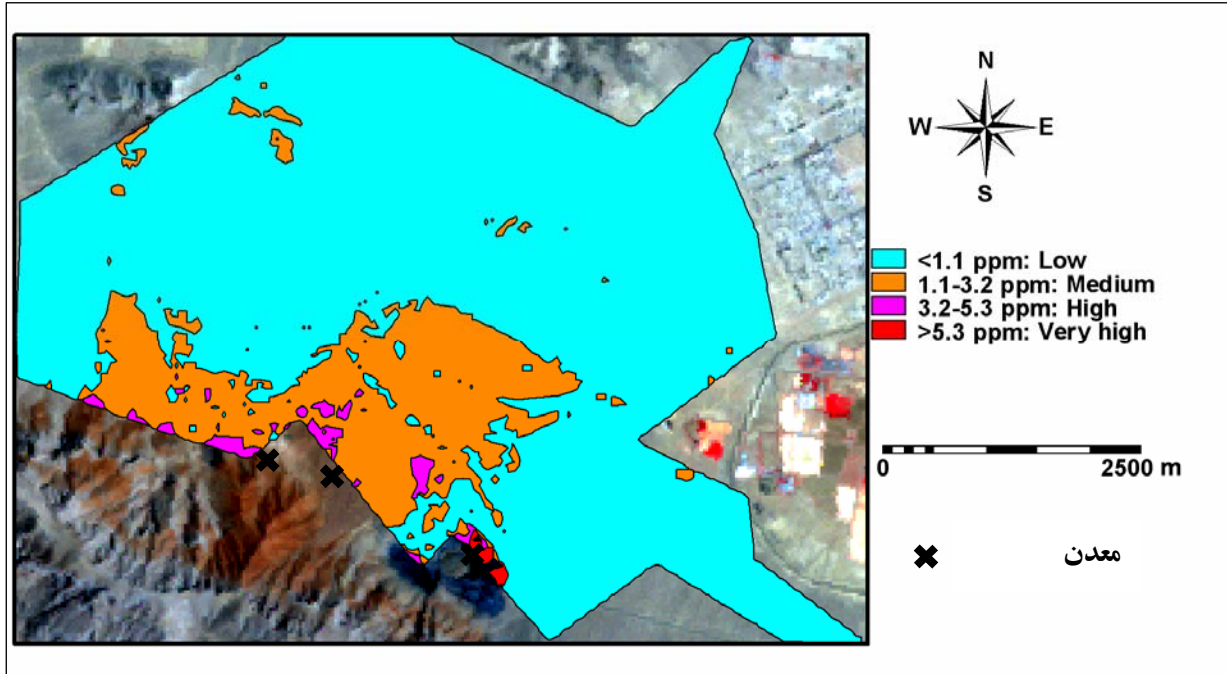 N
W E
S
<1.1 ppm: Low
1.1-3.2 ppm: Medium
3.2-5.3 ppm: High
>5.3 ppm: Very high
0 2500 m
معدن